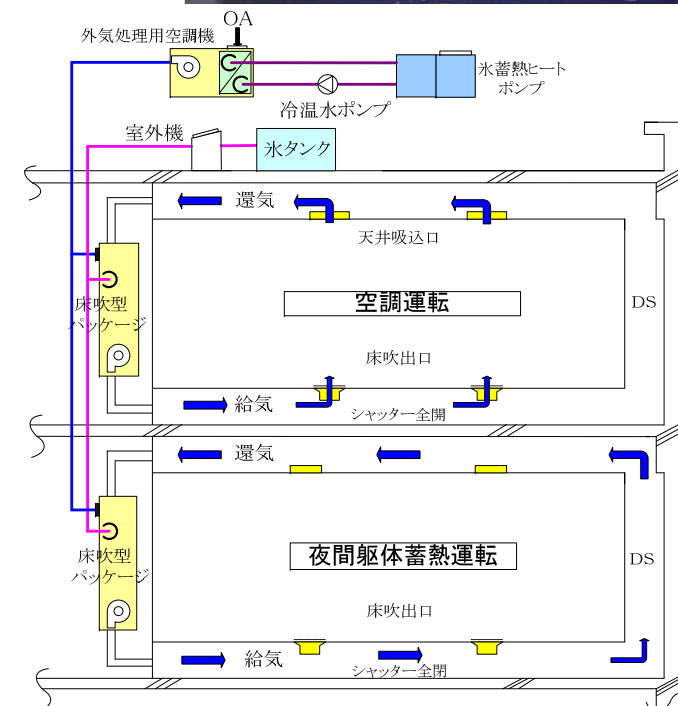 OA
外気処理用空調機
氷蓄熱ヒート
ポンプ
冷温水ポンプ
室外機
氷タンク
還気
天井吸込口
空調運転
DS
床吹型
パッケージ
床吹出口
給気
シャッター全開
還気
夜間躯体蓄熱運転
DS
床吹型
パッケージ
床吹出口
給気
シャッター全閉